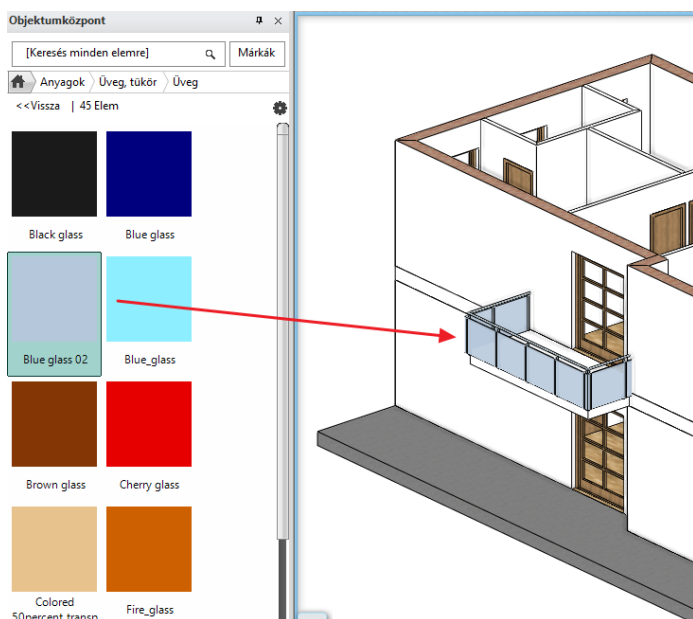 Objektumközpont
[Keresés minden elemre]
Márkák
Anyagok
Üveg, tükör
Üveg
<<Vissza | 45 Elem
Black glass
Blue glass
Blue glass 02
Blue_glass
Brown glass
Cherry glass
Colored
50percent transp
Fire_glass